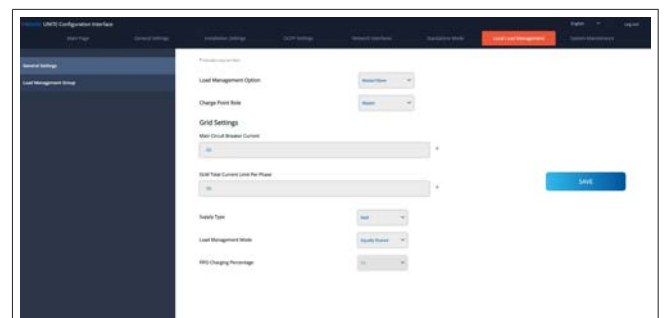 UNITE Configuration Interface
English
Log out
Main Page
General Settings
Installation Settings
OCPP Settings
Network Interfaces
Standalone Mode
Local Load Management
System Maintenance
General Settings
Load Management Group
Load Management Option
Master/Slave
Charge Point Role
Master
Grid Settings
Main Circuit Breaker Current
*
DLM Total Current Limit Per Phase
*
SAVE
Supply Type
Load Management Mode
Equally Shared
FIFO Charging Percentage